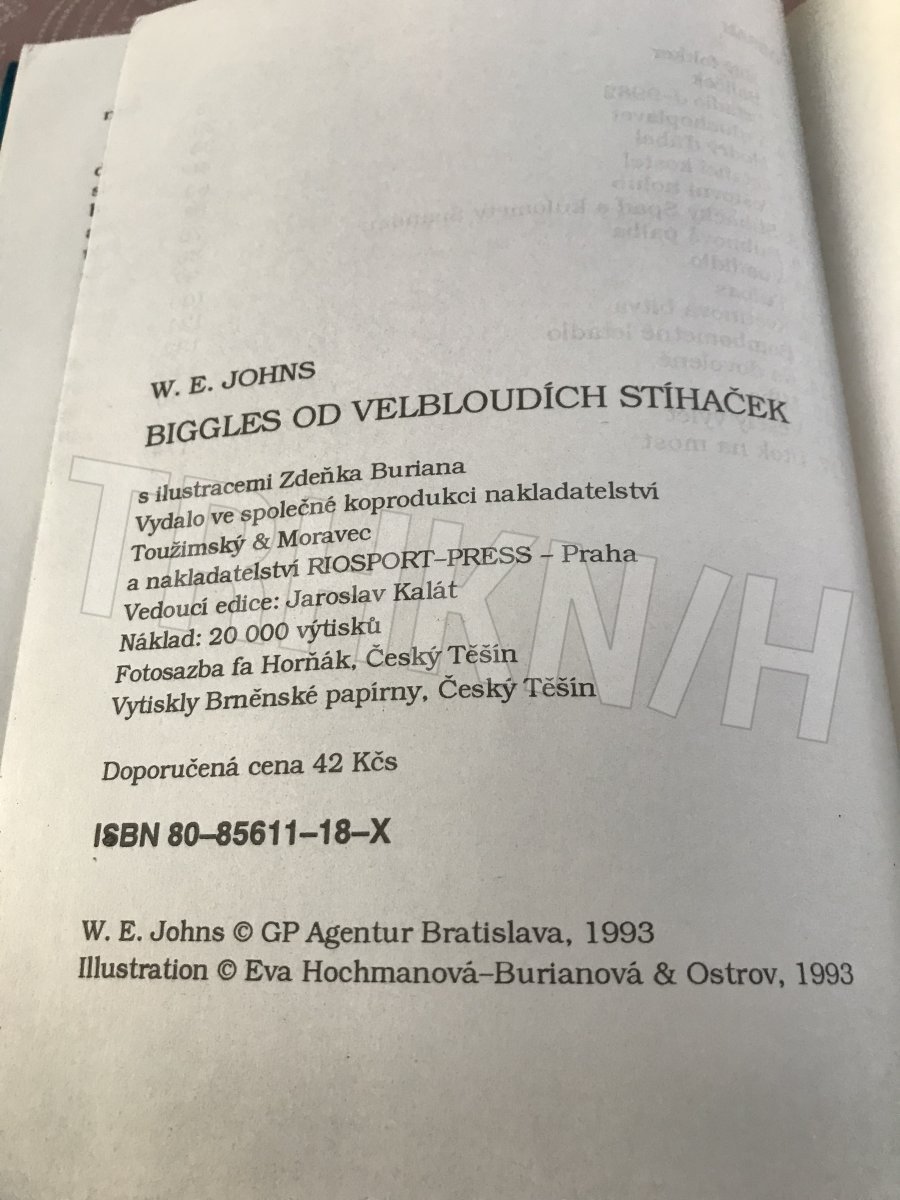 W. E. JOHNS
BIGGLES OD VELBLOUDÍCH STÍHAČEK
s ilustracemi Zdeňka Buriana
Vydalo ve společné koprodukci nakladatelství
Toužimský & Moravec
a nakladatelství RIOSPORT–PRESS – Praha
Vedoucí edice: Jaroslav Kalát
Náklad: 20 000 výtisků
Fotosazba fa Horňák, Český Těšín
Vytiskly Brněnské papírny, Český Těšín
Doporučená cena 42 Kčs
ISBN 80–85611–18–X
W. E. Johns © GP Agentur Bratislava, 1993
Illustration © Eva Hochmanová–Burianová & Ostrov, 1993